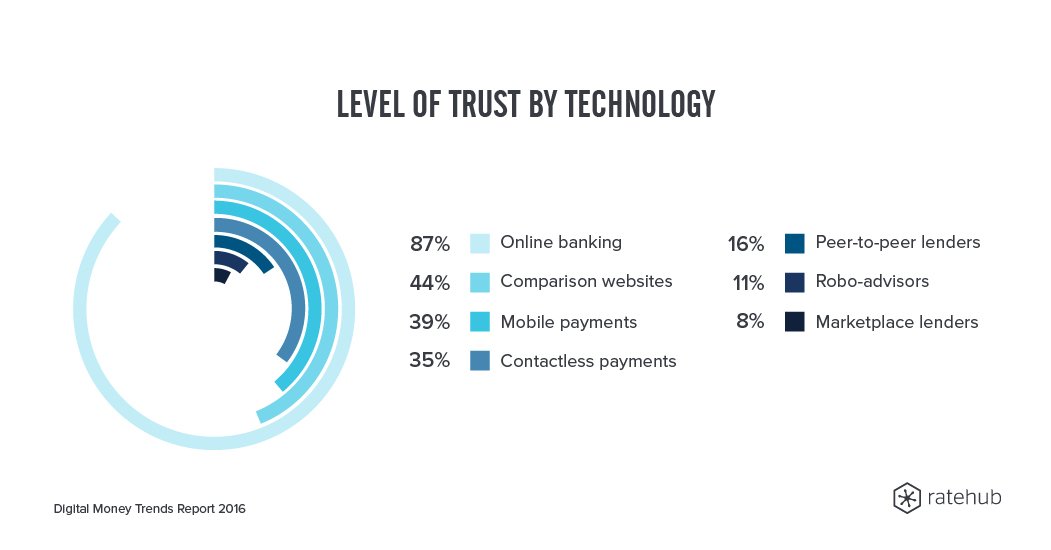 LEVEL OF TRUST BY TECHNOLOGY
87% Online banking
44% Comparison websites
39% Mobile payments
35% Contactless payments
16% Peer-to-peer lenders
11% Robo-advisors
8% Marketplace lenders
Digital Money Trends Report 2016
ratehub